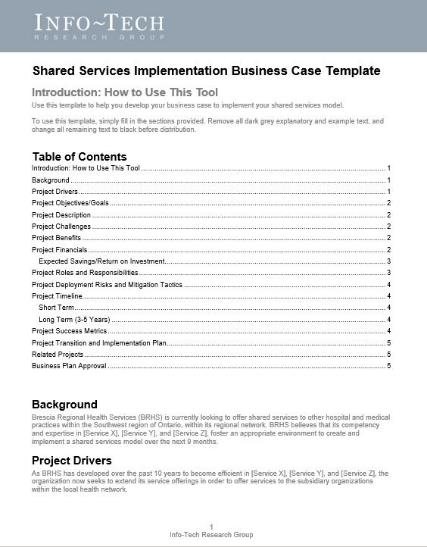 INFO~TECH
RESEARCH GROUP
Shared Services Implementation Business Case Template
Introduction: How to Use This Tool
Use this template to help you develop your business case to implement your shared services model.
To use this template, simply fill in the sections provided. Remove all dark grey explanatory and example text, and
change all remaining text to black before distribution.
Table of Contents
Introduction: How to Use This Tool 1
Background 1
Project Drivers 1
Project Objectives/Goals 2
Project Description 2
Project Challenges 2
Project Benefits 2
Project Financials 2
Expected Savings/Return on Investment 3
Project Roles and Responsibilities 3
Project Deployment Risks and Mitigation Tactics 4
Project Timeline 4
Short Term 4
Long Term (3-5 Years) 4
Project Success Metrics 4
Project Transition and Implementation Plan 5
Related Projects 5
Business Plan Approval 5
Background
Brescia Regional Health Services (BRHS) is currently looking to offer shared services to other hospital and medical
practices within the Southwest region of Ontario, within its regional network. BRHS believes that its competency
and expertise in [Service X], [Service Y], and [Service Z], foster an appropriate environment to create and
implement a shared services model over the next 9 months.
Project Drivers
As BRHS has developed over the past 10 years to become efficient in [Service X], [Service Y], and [Service Z], the
organization now seeks to extend its service offerings in order to offer services to the subsidiary organizations
within the local health network.
1
Info-Tech Research Group